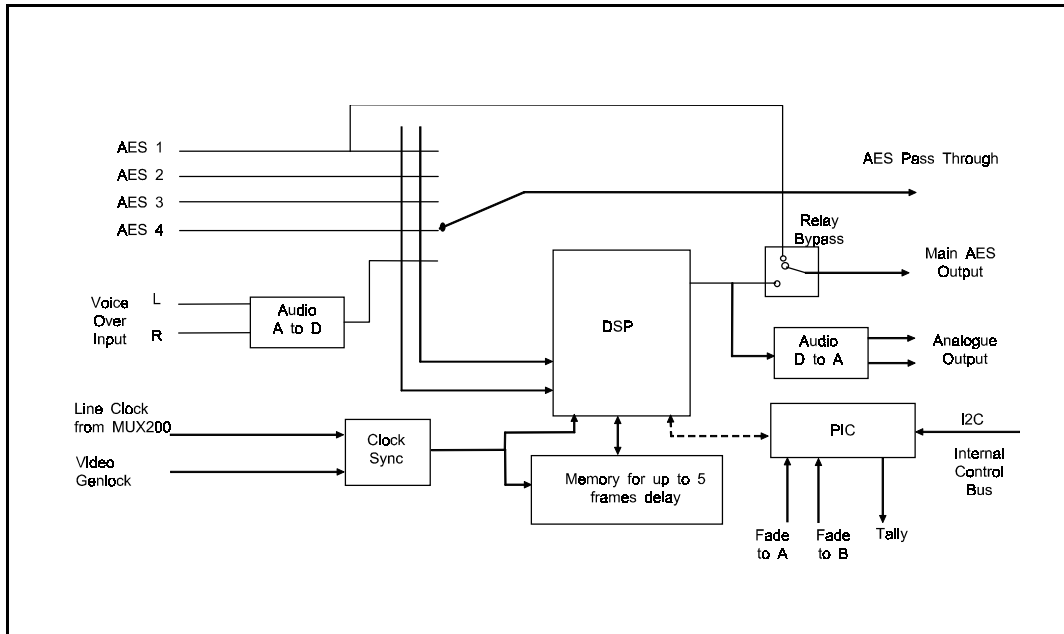 AES 1
AES 2
AES 3
AES 4
AES Pass Through
Relay
Bypass
Main AES
Output
Voice
Over
Input
L
R
Audio
A to D
DSP
Audio
D to A
Analogue
Output
Line Clock
from MUX200
Video
Genlock
Clock
Sync
Memory for up to 5
frames delay
PIC
I2C
Internal
Control
Bus
Fade
to A
Fade
to B
Tally